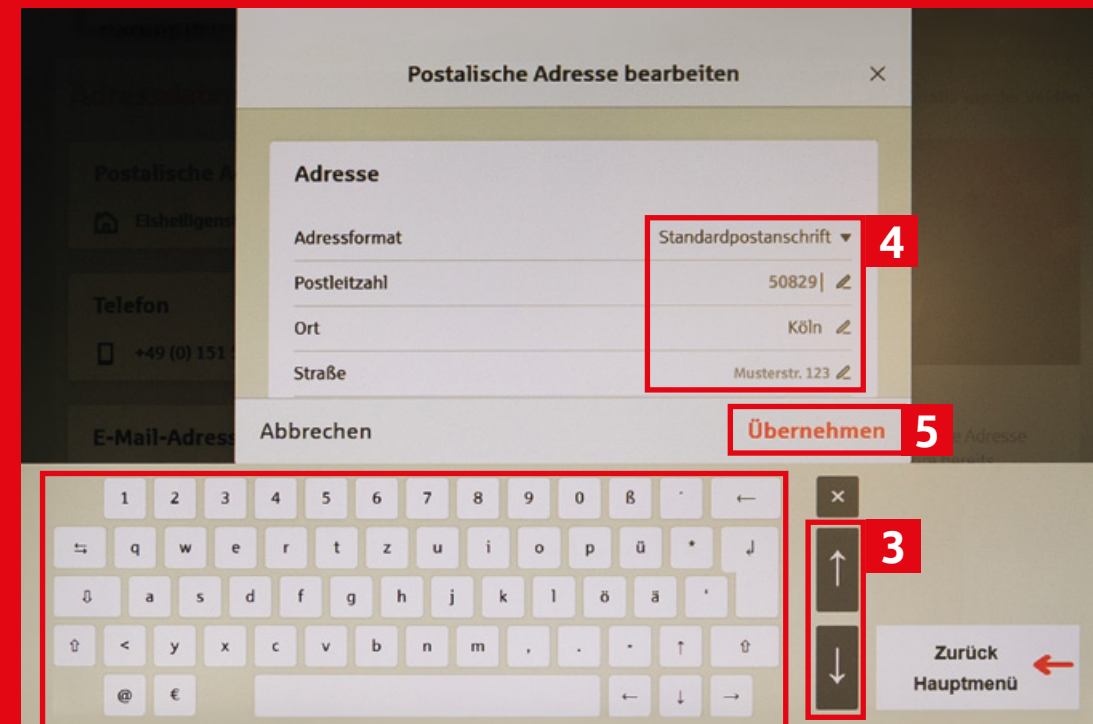 Postalische Adresse bearbeiten ×
Adresse
Adressformat Standardpostanschrift ▼
4
Postleitzahl 50829
Ort Köln
Straße Musterstr. 123
Abbrechen Übernehmen
5
Postalische A
Telefon
+49 (0) 151
E-Mail-Adress
e Adresse
1 2 3 4 5 6 7 8 9 0 ß ´ ←
×
q w e r t z u i o p ü *
3
a s d f g h j k l ö ä '
< y x c v b n m , . - ↑
@ € ← ↓ →
↑
↓
Zurück
Hauptmenü
←